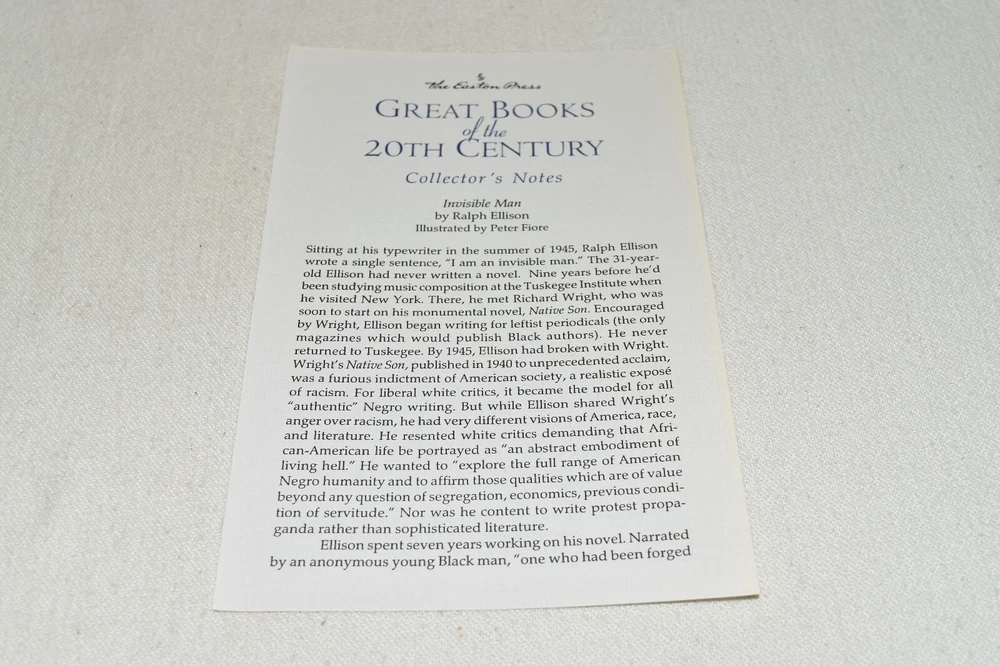 The Easton Press
GREAT BOOKS
of the
20TH CENTURY
Collector's Notes
Invisible Man
by Ralph Ellison
Illustrated by Peter Fiore
Sitting at his typewriter in the summer of 1945, Ralph Ellison
wrote a single sentence, “I am an invisible man.” The 31-year-
old Ellison had never written a novel. Nine years before he'd
been studying music composition at the Tuskegee Institute when
he visited New York. There, he met Richard Wright, who was
soon to start on his monumental novel, Native Son. Encouraged
by Wright, Ellison began writing for leftist periodicals (the only
magazines which would publish Black authors). He never
returned to Tuskegee. By 1945, Ellison had broken with Wright.
Wright's Native Son, published in 1940 to unprecedented acclaim,
was a furious indictment of American society, a realistic exposé
of racism. For liberal white critics, it became the model for all
“authentic” Negro writing. But while Ellison shared Wright's
anger over racism, he had very different visions of America, race,
and literature. He resented white critics demanding that Afri-
can-American life be portrayed as “an abstract embodiment of
living hell.” He wanted to “explore the full range of American
Negro humanity and to affirm those qualities which are of value
beyond any question of segregation, economics, previous condi-
tion of servitude.” Nor was he content to write protest propa-
ganda rather than sophisticated literature.
Ellison spent seven years working on his novel. Narrated
by an anonymous young Black man, “one who had been forged